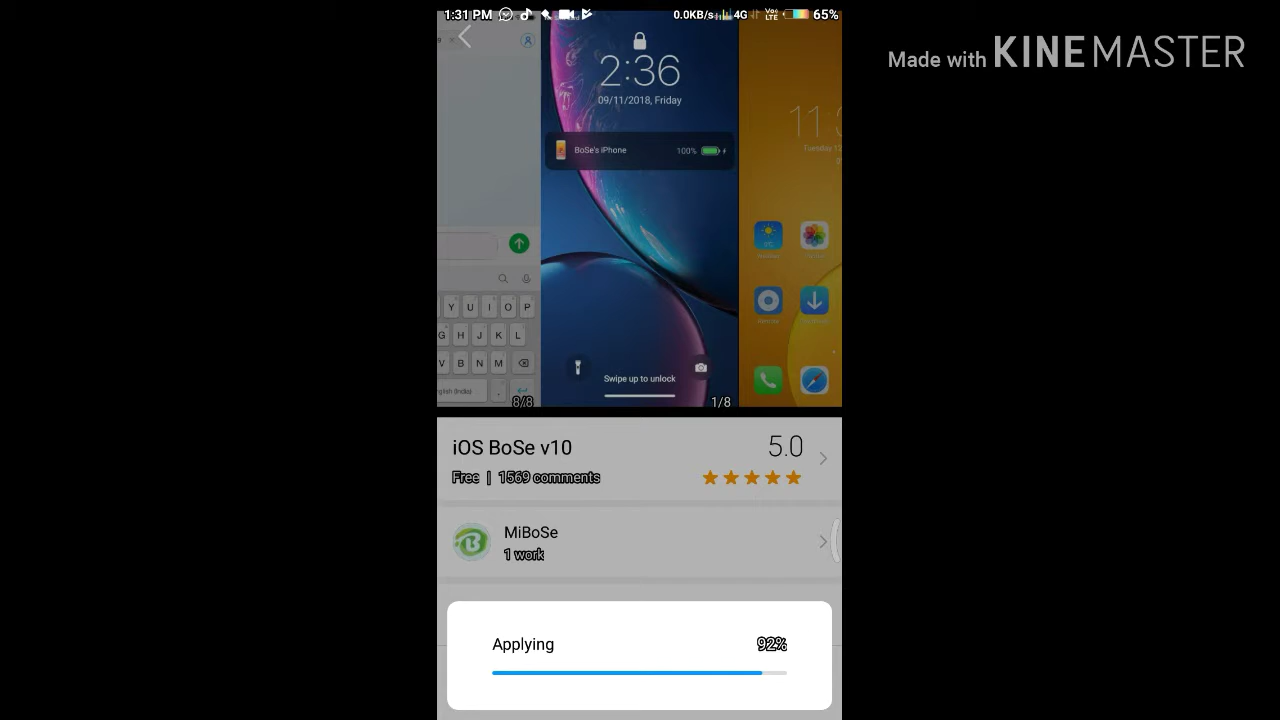 1:31 PM
0.0KB/s 4G VoLTE 65%
Made with KINEMASTER
2:36
09/11/2018, Friday
BoSe's iPhone 100%
Y U I O P
G H J K L
V B N M
Swipe up to unlock
8/8
1/8
iOS BoSe v10
5.0
Free | 1569 comments
MiBoSe
1 work
Applying 92%